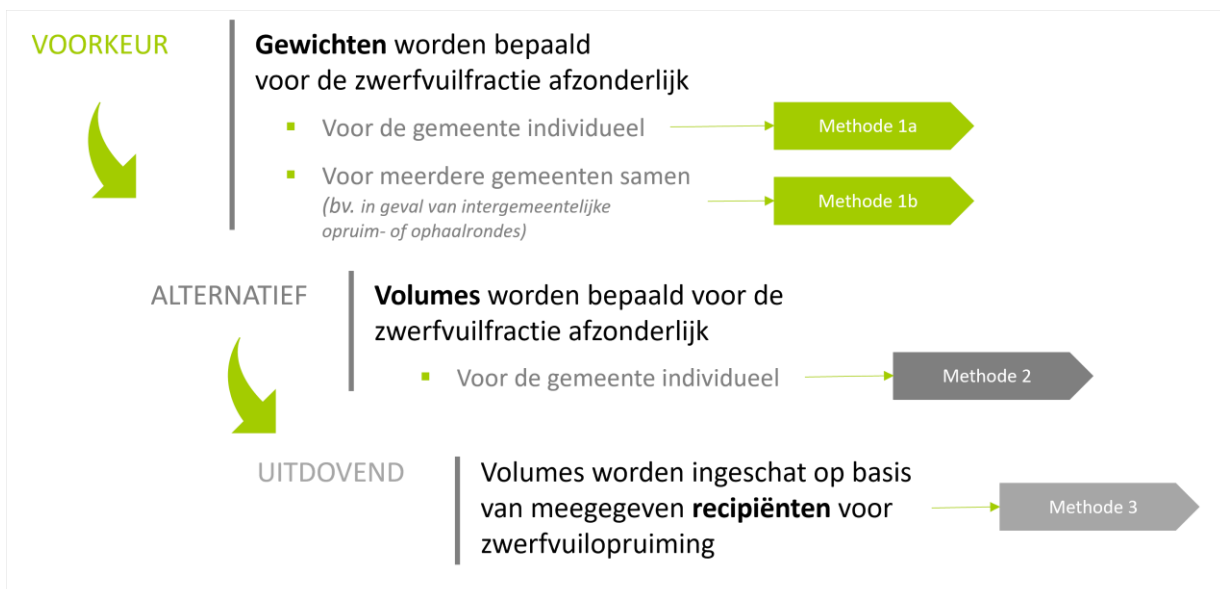 VOORKEUR
Gewichten worden bepaald
voor de zwerfvuilfractie afzonderlijk
▪ Voor de gemeente individueel
Methode 1a
▪ Voor meerdere gemeenten samen
(bv. in geval van intergemeentelijke
opruim- of ophaalrondes)
Methode 1b
ALTERNATIEF
Volumes worden bepaald voor de
zwerfvuilfractie afzonderlijk
▪ Voor de gemeente individueel
Methode 2
UITDOVEND
Volumes worden ingeschat op basis
van meegegeven recipiënten voor
zwerfvuilopruiming
Methode 3